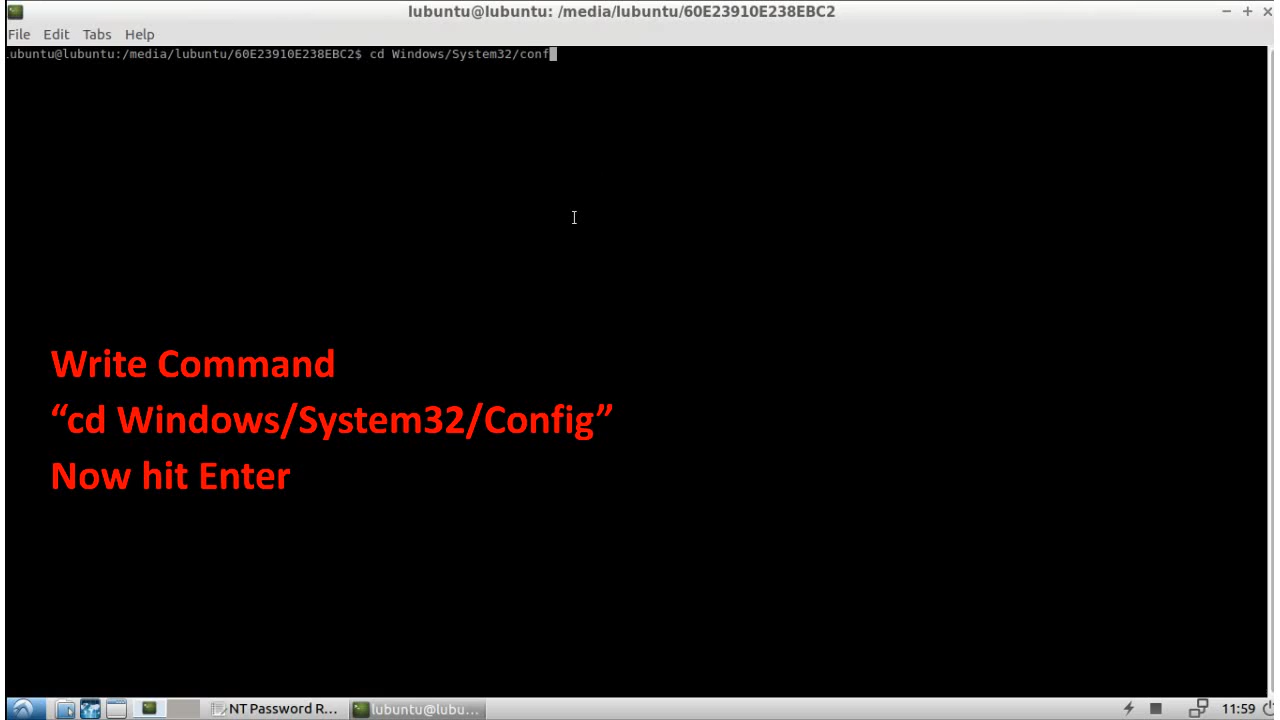 lubuntu@lubuntu: /media/lubuntu/60E23910E238EBC2
File Edit Tabs Help
ubuntu@lubuntu:/media/lubuntu/60E23910E238EBC2$ cd Windows/System32/conf
Write Command
“cd Windows/System32/Config”
Now hit Enter
NT Password R... lubuntu@lubu... 11:59